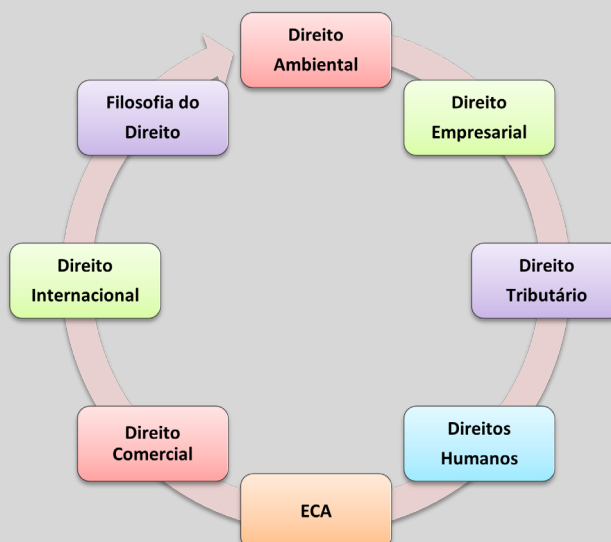 Direito
Ambiental
Direito
Empresarial
Direito
Tributário
Direitos
Humanos
ECA
Direito
Comercial
Direito
Internacional
Filosofia do
Direito